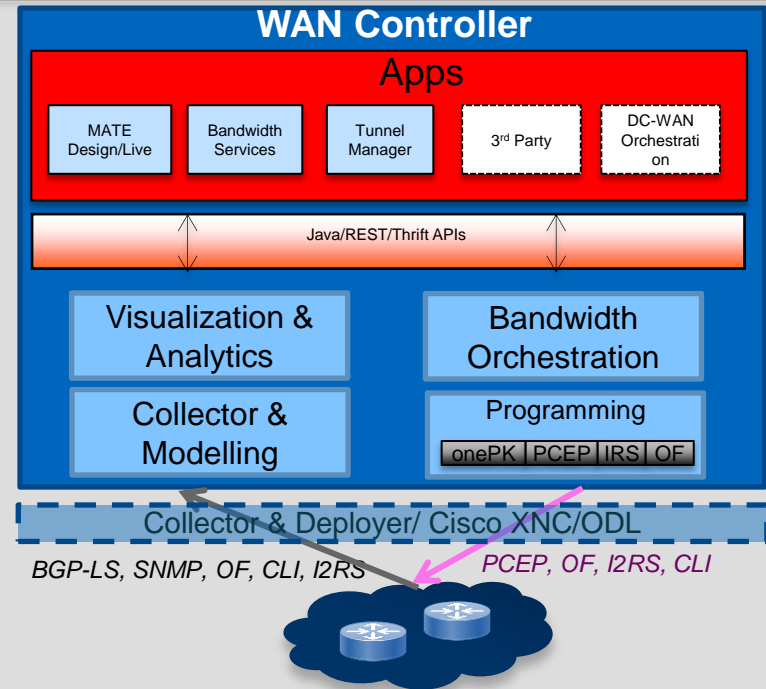 WAN Controller
Apps
MATE
Design/Live
Bandwidth
Services
Tunnel
Manager
3rd Party
DC-WAN
Orchestrati
on
Java/REST/Thrift APIs
Visualization &
Analytics
Bandwidth
Orchestration
Collector &
Modelling
Programming
onePK PCEP IRS OF
Collector & Deployer/ Cisco XNC/ODL
BGP-LS, SNMP, OF, CLI, I2RS
PCEP, OF, I2RS, CLI